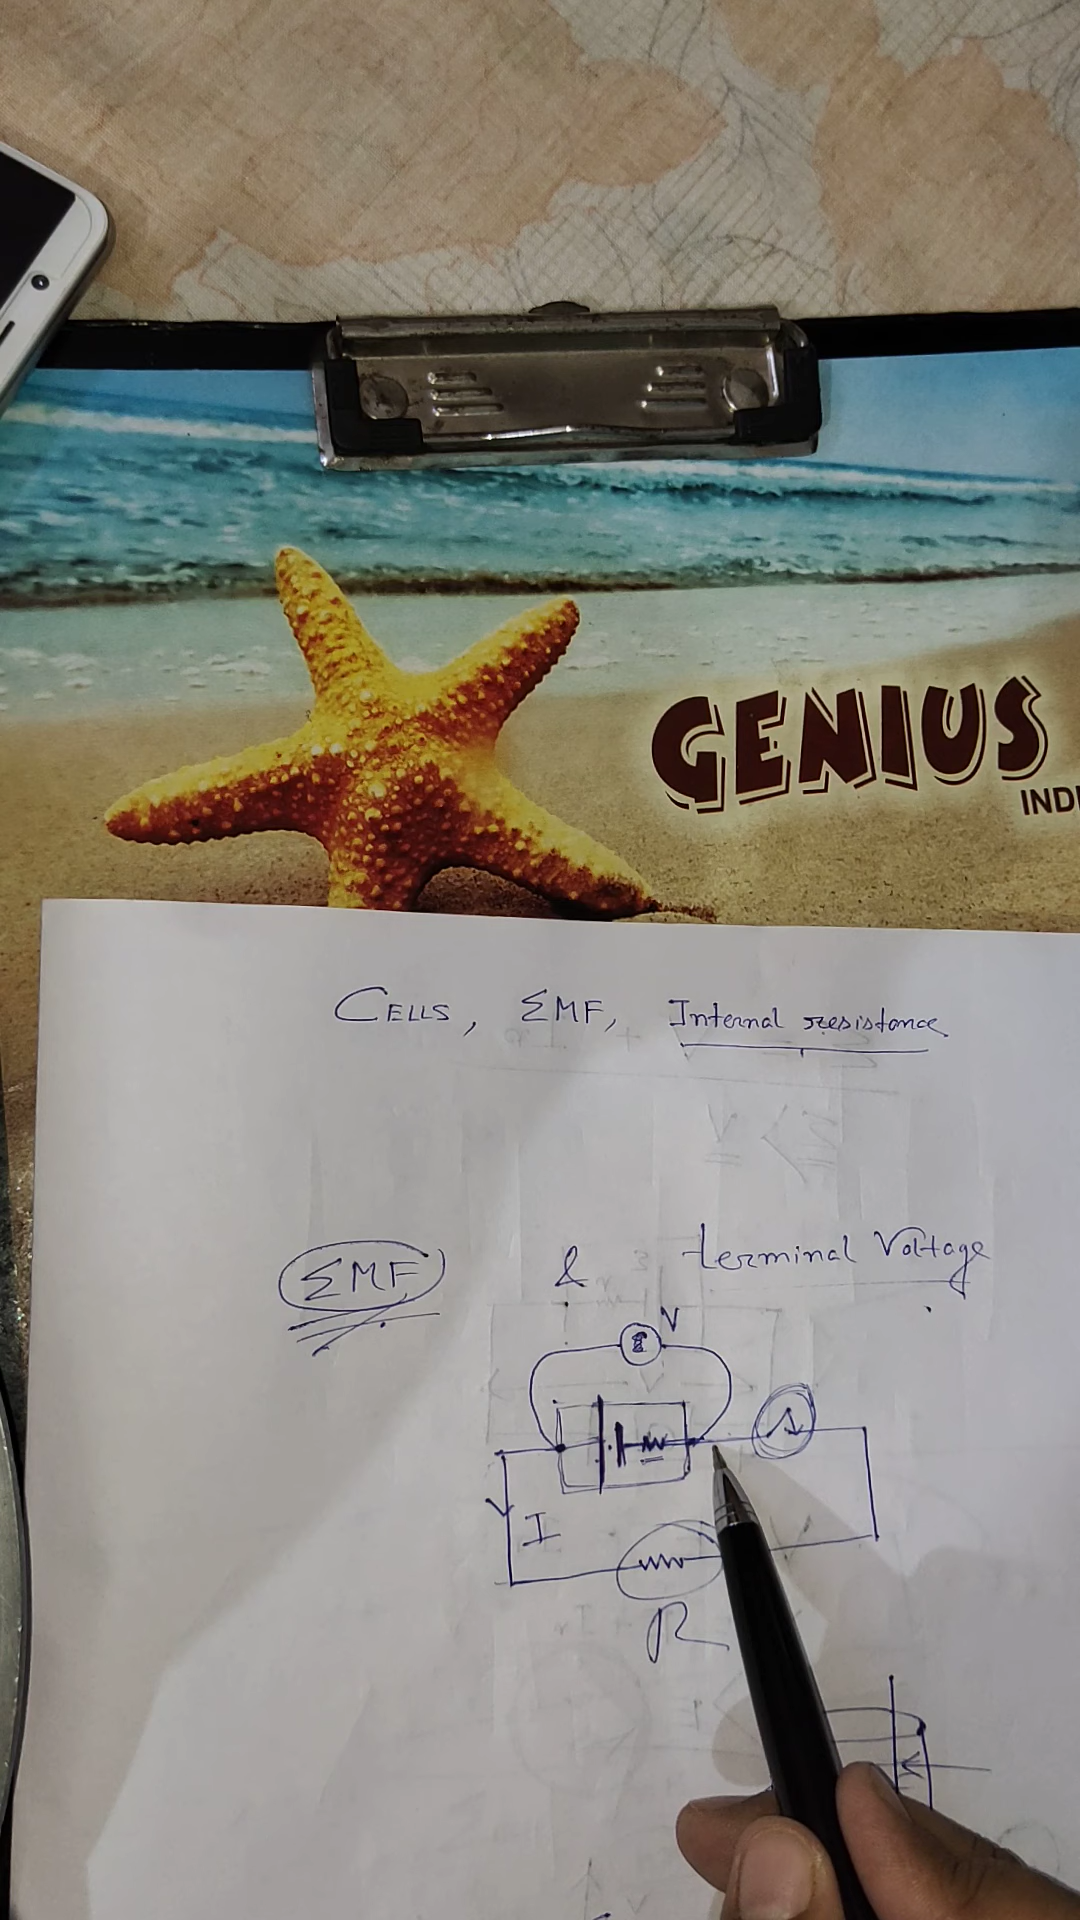 GENIUS
INDI
CELLS, EMF, Internal resistance
EMF & terminal Voltage
V
A
I
R